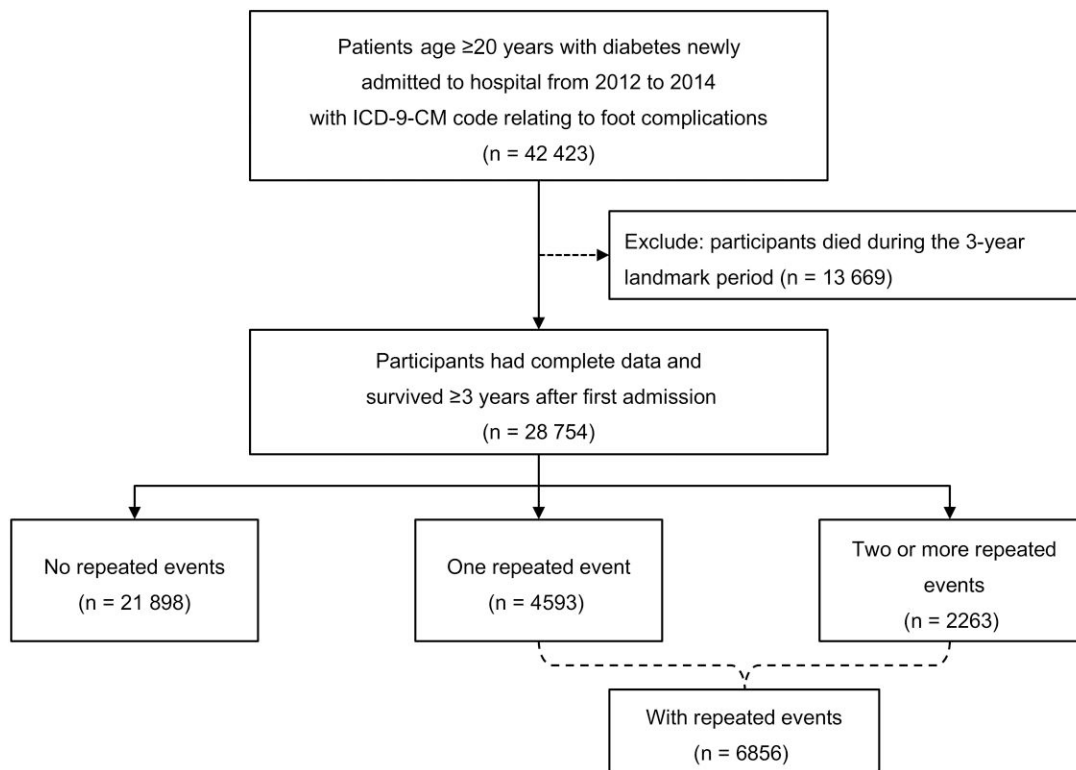 Patients age ≥20 years with diabetes newly
admitted to hospital from 2012 to 2014
with ICD-9-CM code relating to foot complications
(n = 42 423)
Exclude: participants died during the 3-year
landmark period (n = 13 669)
Participants had complete data and
survived ≥3 years after first admission
(n = 28 754)
No repeated events
(n = 21 898)
One repeated event
(n = 4593)
Two or more repeated
events
(n = 2263)
With repeated events
(n = 6856)